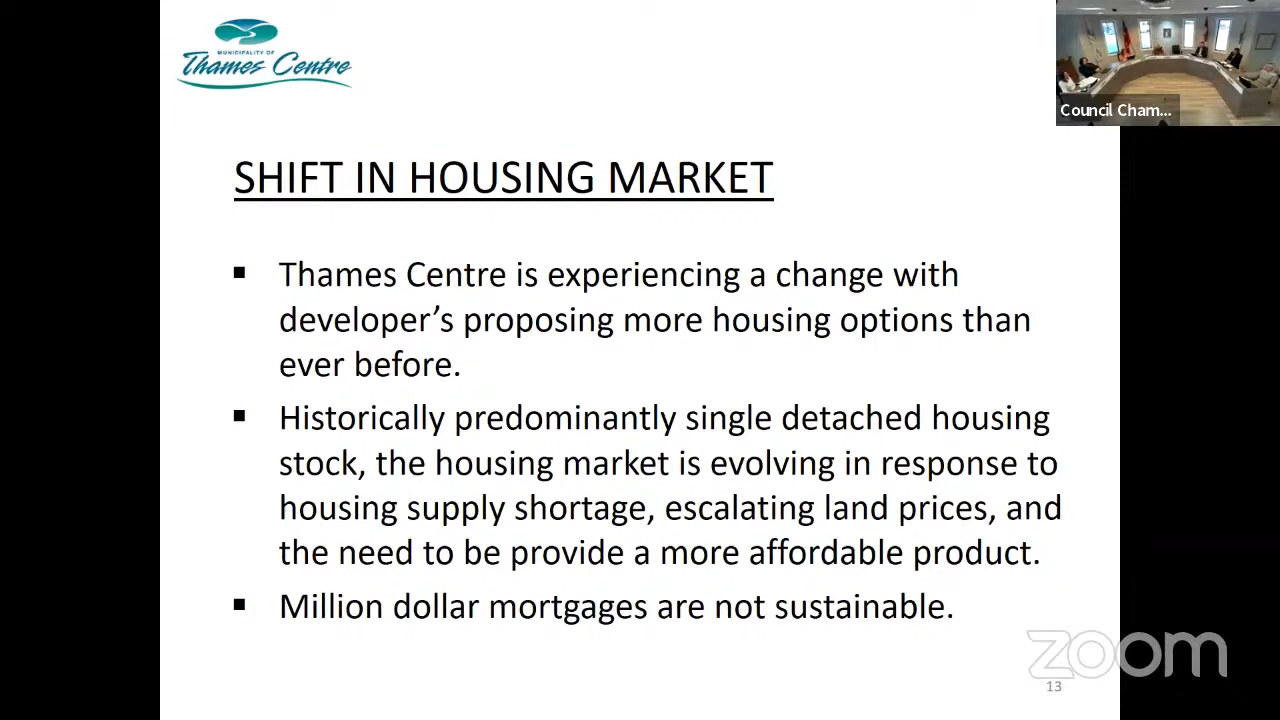 MUNICIPALITY OF
Thames Centre
Council Cham...
SHIFT IN HOUSING MARKET
▪ Thames Centre is experiencing a change with
developer’s proposing more housing options than
ever before.
▪ Historically predominantly single detached housing
stock, the housing market is evolving in response to
housing supply shortage, escalating land prices, and
the need to be provide a more affordable product.
▪ Million dollar mortgages are not sustainable.
zoom
13